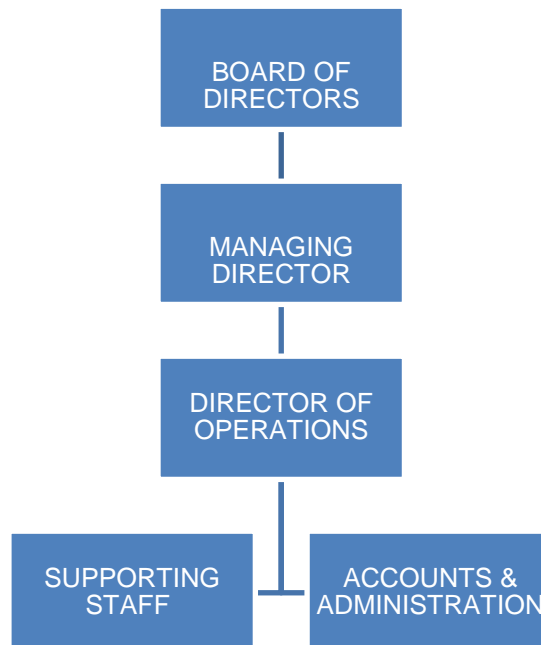 BOARD OF
DIRECTORS
MANAGING
DIRECTOR
DIRECTOR OF
OPERATIONS
SUPPORTING
STAFF
ACCOUNTS &
ADMINISTRATION